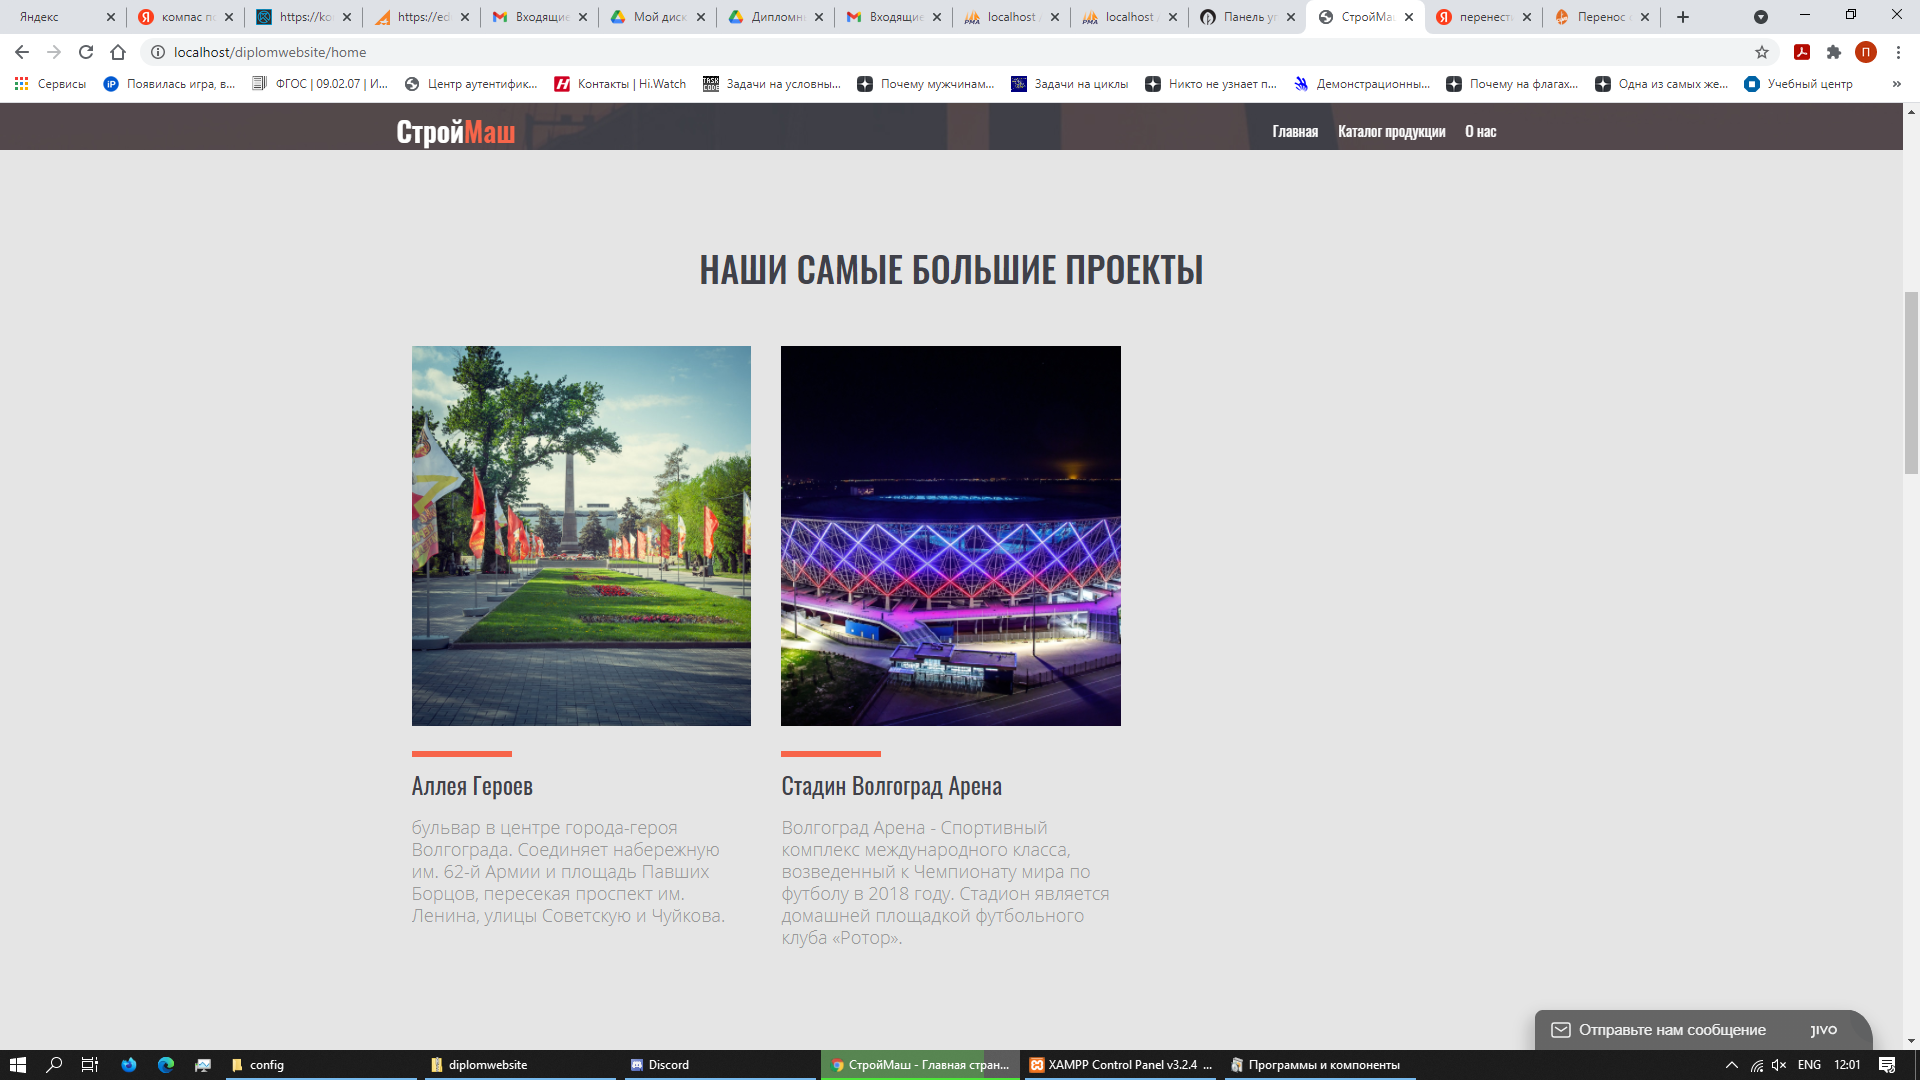 Яндекс
компас пе
https://ko
https://ed
Входящие
Мой диск
Дипломн
Входящие
localhost /
localhost /
Панель уп
СтройМаш
перенести
Перенос с
localhost/diplomwebsite/home
П
Сервисы
Появилась игра, в...
ФГОС | 09.02.07 | И...
Центр аутентифик...
Контакты | Hi.Watch
Задачи на условны...
Почему мужчинам...
Задачи на циклы
Никто не узнает п...
Демонстрационны...
Почему на флагах...
Одна из самых же...
Учебный центр
СтройМаш
Главная
Каталог продукции
О нас
НАШИ САМЫЕ БОЛЬШИЕ ПРОЕКТЫ
Аллея Героев
бульвар в центре города-героя
Волгограда. Соединяет набережную
им. 62-й Армии и площадь Павших
Борцов, пересекая проспект им.
Ленина, улицы Советскую и Чуйкова.
Стадин Волгоград Арена
Волгоград Арена - Спортивный
комплекс международного класса,
возведенный к Чемпионату мира по
футболу в 2018 году. Стадион является
домашней площадкой футбольного
клуба «Ротор».
Отправьте нам сообщение
jivo
config
diplomwebsite
Discord
СтройМаш - Главная стран...
XAMPP Control Panel v3.2.4 ...
Программы и компоненты
ENG
12:01